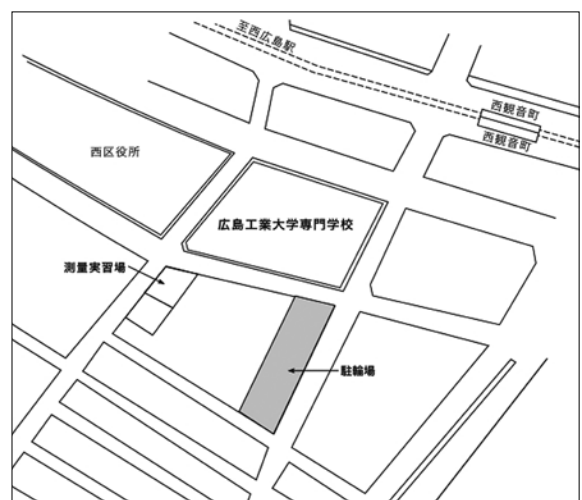 至西広島駅
西観音町
西観音町
西区役所
広島工業大学専門学校
測量実習場
駐輪場